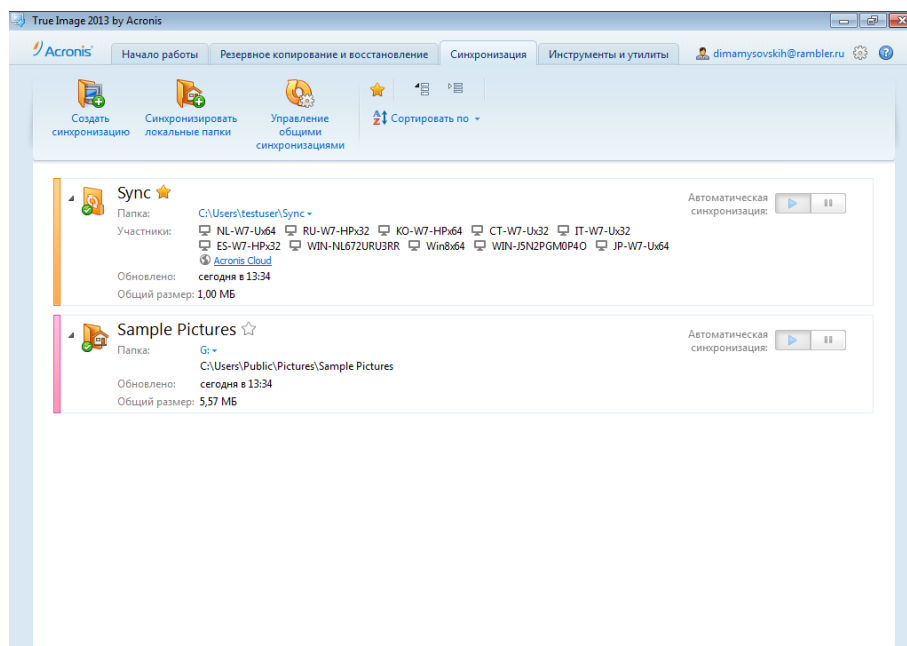 True Image 2013 by Acronis
Acronis
Начало работы
Резервное копирование и восстановление
Синхронизация
Инструменты и утилиты
dimamysovskih@rambler.ru
Создать
синхронизацию
Синхронизировать
локальные папки
Управление
общими
синхронизациями
Сортировать по
Sync
Папка: C:\Users\testuser\Sync
Участники: NL-W7-Ux64 RU-W7-HPx32 KO-W7-HPx64 CT-W7-Ux32 IT-W7-Ux32
ES-W7-HPx32 WIN-NL672URU3RR Win8x64 WIN-J5N2PGM0P4O JP-W7-Ux64
Acronis Cloud
Обновлено: сегодня в 13:34
Общий размер: 1,00 МБ
Автоматическая
синхронизация:
Sample Pictures
Папка: G:
C:\Users\Public\Pictures\Sample Pictures
Обновлено: сегодня в 13:34
Общий размер: 5,57 МБ
Автоматическая
синхронизация: